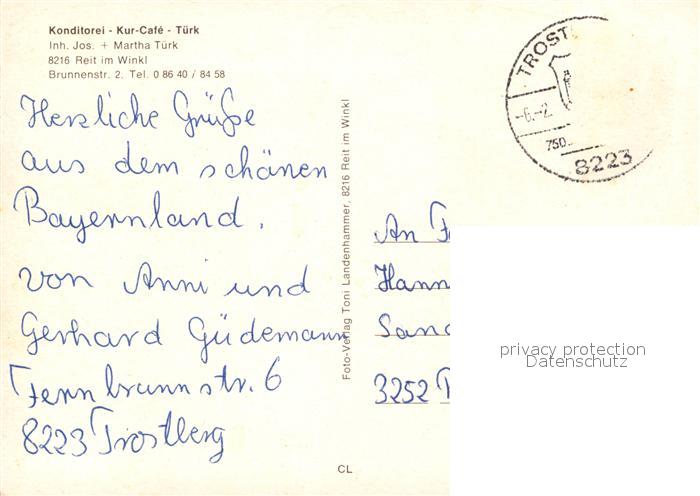 Konditorei - Kur-Café - Türk
Inh. Jos. + Martha Türk
8216 Reit im Winkl
Brunnenstr. 2. Tel. 0 86 40 / 84 58
Herzliche Grüße
aus dem schönen
Bayernland.
von Anni und
Gerhard Güdemann
Fernbrunnstr. 6
8223 Trostberg
Foto-Verlag Toni Landenhammer, 8216 Reit im Winkl
CL
TROST
-6.-2.
750
8223
An
Hann
Sand
3252
privacy protection
Datenschutz